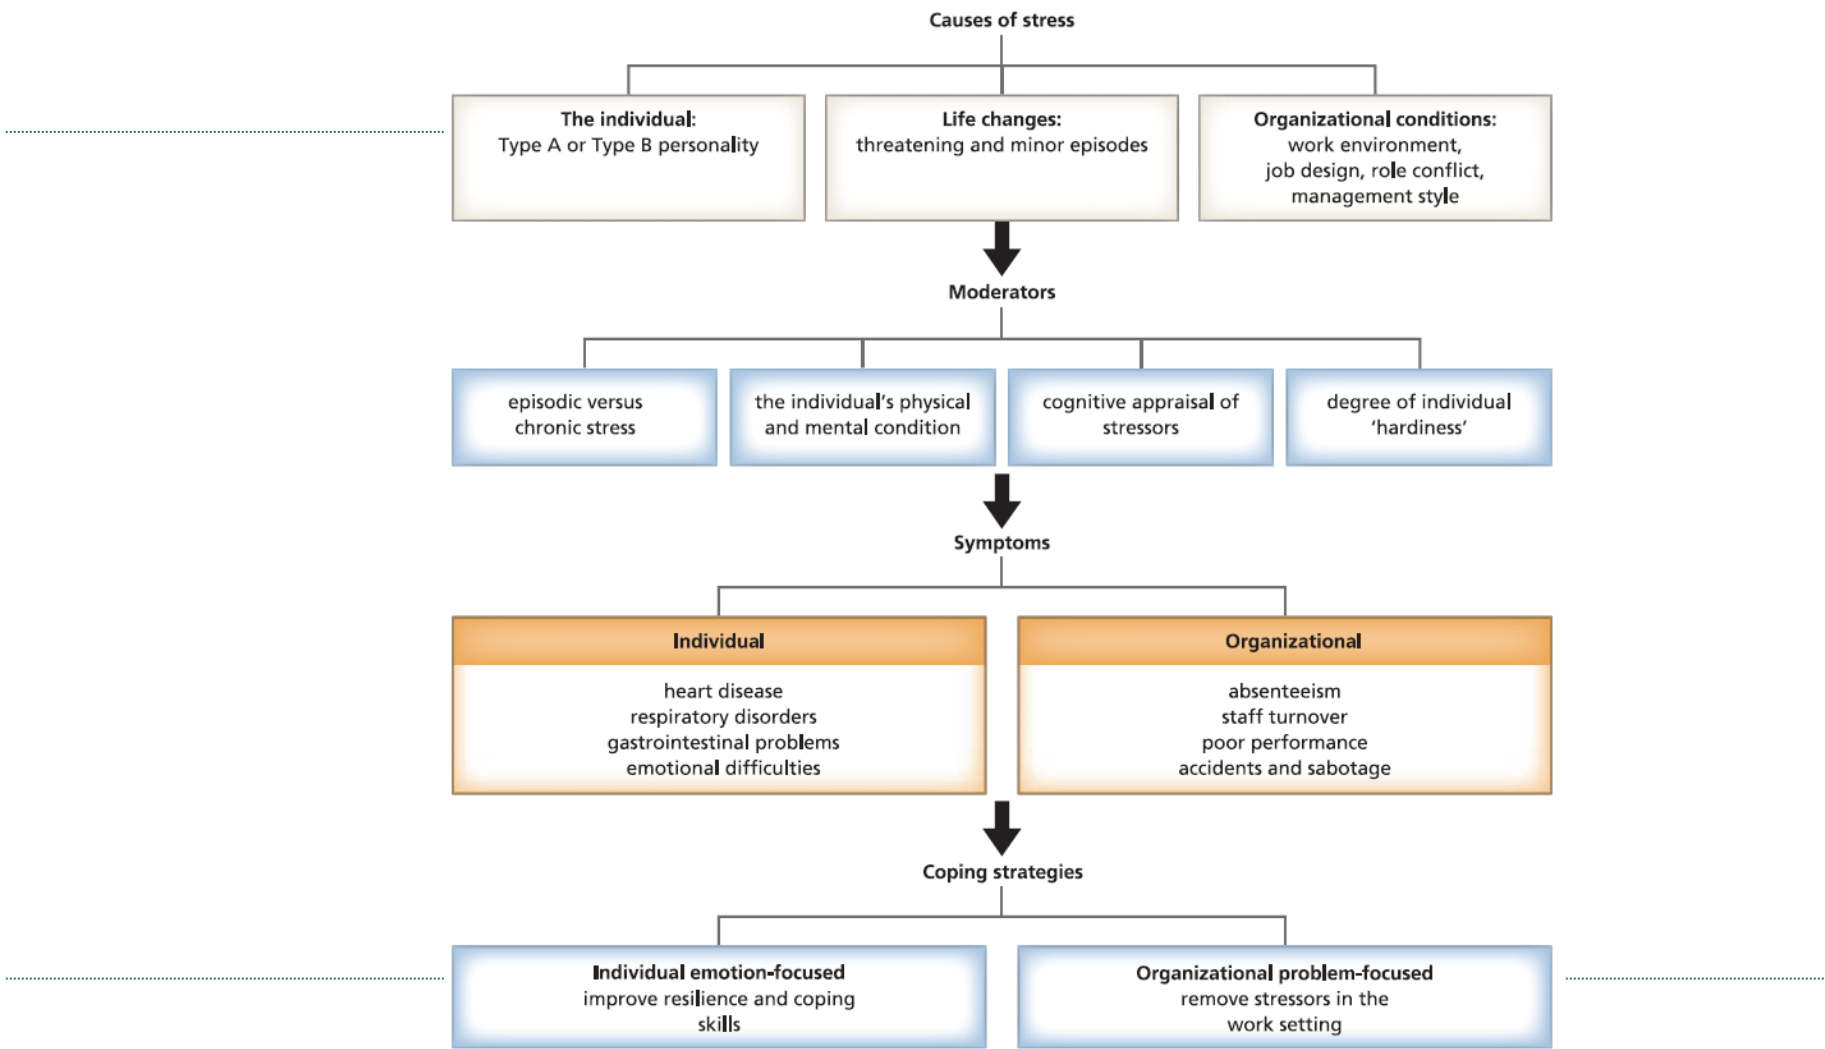 Causes of stress
The individual:
Type A or Type B personality
Life changes:
threatening and minor episodes
Organizational conditions:
work environment,
job design, role conflict,
management style
Moderators
episodic versus
chronic stress
the individual's physical
and mental condition
cognitive appraisal of
stressors
degree of individual
‘hardiness’
Symptoms
Individual
heart disease
respiratory disorders
gastrointestinal problems
emotional difficulties
Organizational
absenteeism
staff turnover
poor performance
accidents and sabotage
Coping strategies
Individual emotion-focused
improve resilience and coping
skills
Organizational problem-focused
remove stressors in the
work setting